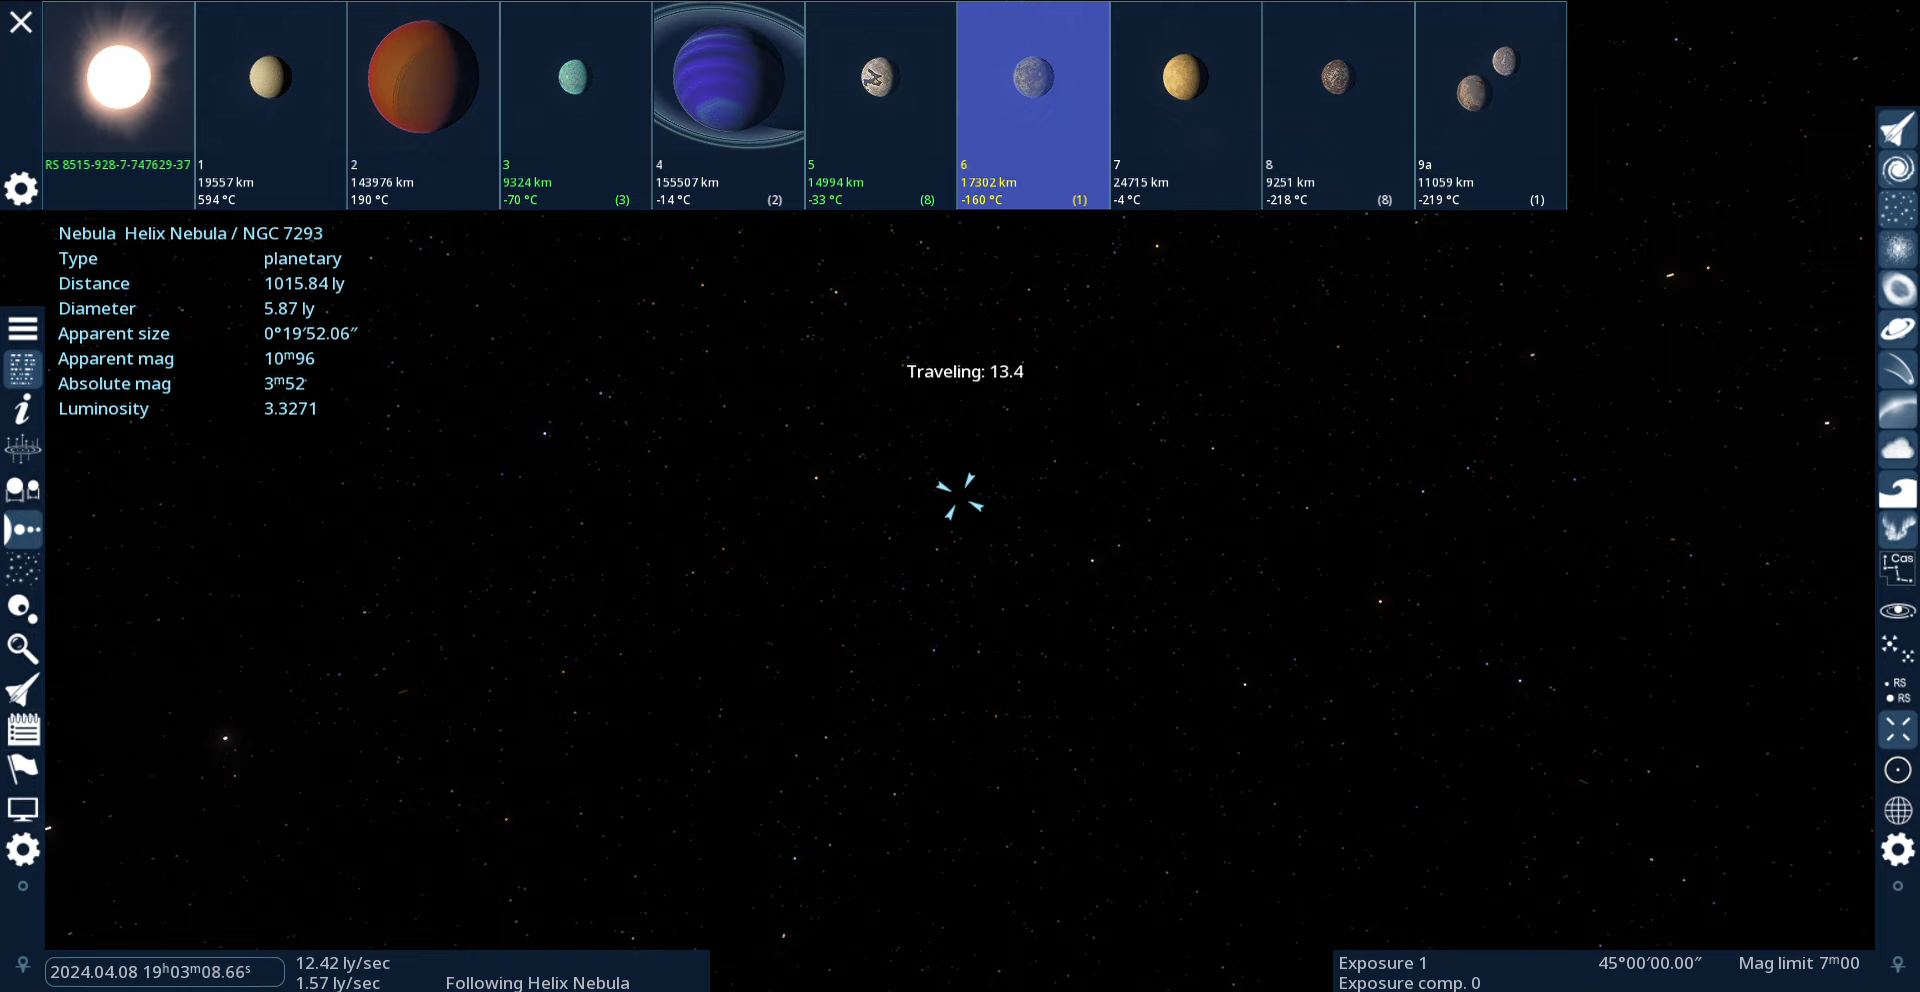 RS 8515-928-7-747629-37
1
19557 km
594 °C
2
143976 km
190 °C
3
9324 km
-70 °C (3)
4
155507 km
-14 °C (2)
5
14994 km
-33 °C (8)
6
17302 km
-160 °C (1)
7
24715 km
-4 °C
8
9251 km
-218 °C (8)
9a
11059 km
-219 °C (1)
Nebula Helix Nebula / NGC 7293
Type planetary
Distance 1015.84 ly
Diameter 5.87 ly
Apparent size 0°19′52.06″
Apparent mag 10ᵐ96
Absolute mag 3ᵐ52
Luminosity 3.3271
Traveling: 13.4
Cas
RS
RS
2024.04.08 19ʰ03ᵐ08.66ˢ
12.42 ly/sec
1.57 ly/sec Following Helix Nebula
Exposure 1 45°00′00.00″ Mag limit 7ᵐ00
Exposure comp. 0